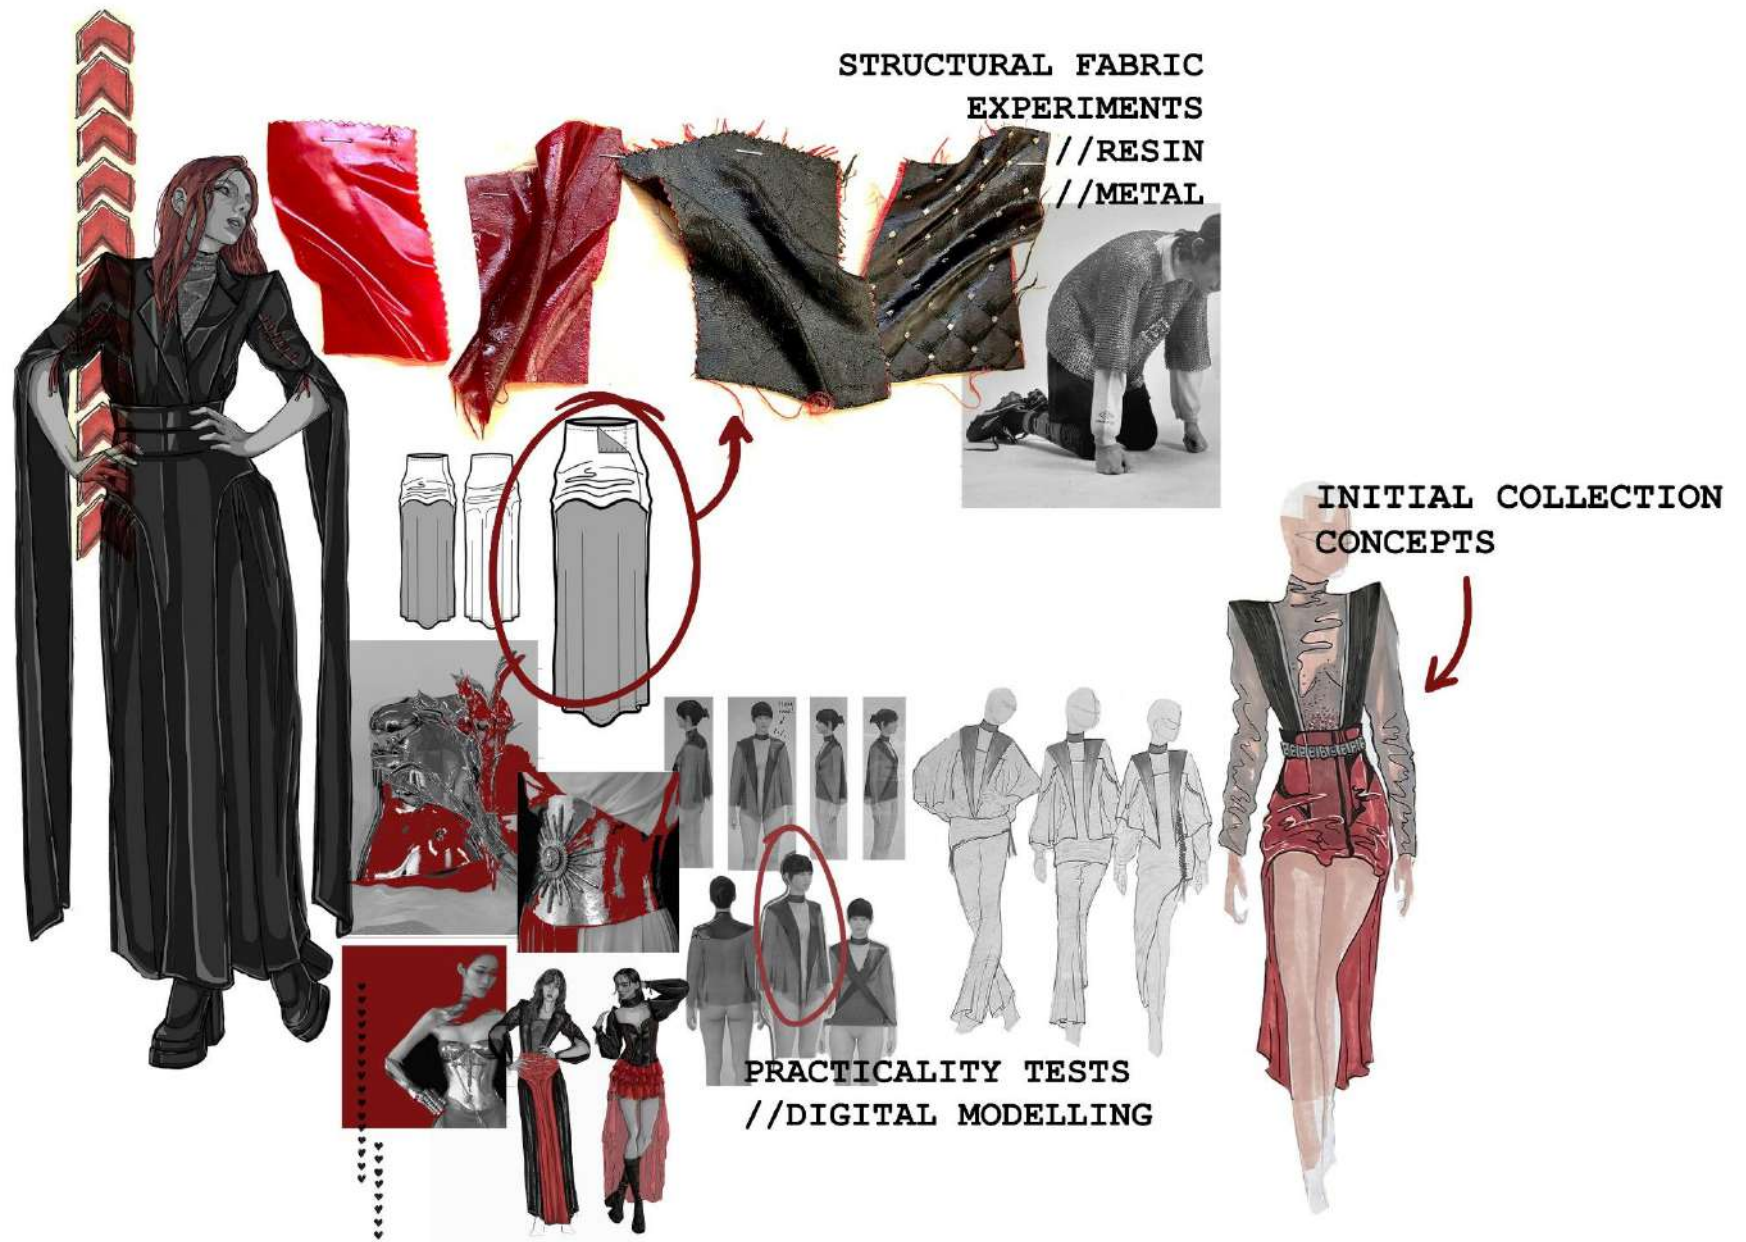 STRUCTURAL FABRIC
EXPERIMENTS
//RESIN
//METAL
INITIAL COLLECTION
CONCEPTS
PRACTICALITY TESTS
//DIGITAL MODELLING